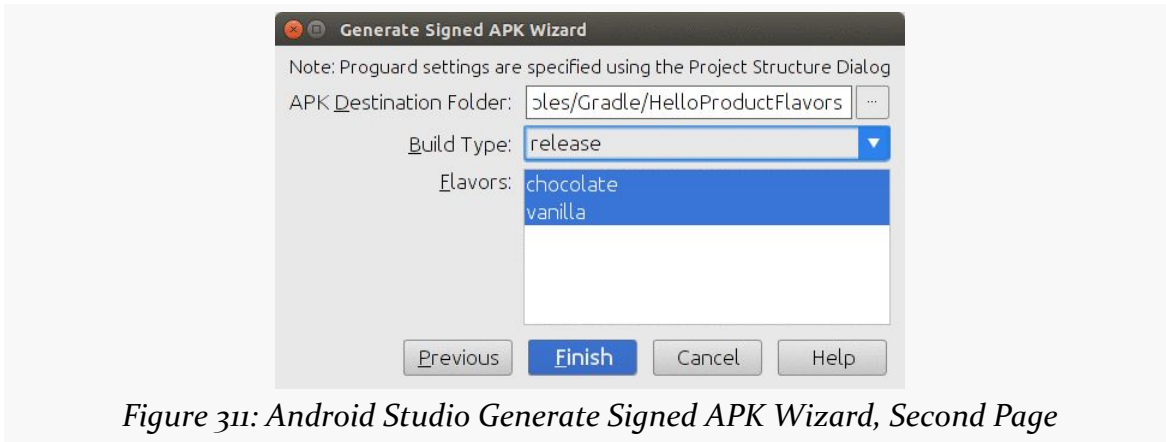 Generate Signed APK Wizard
Note: Proguard settings are specified using the Project Structure Dialog
APK Destination Folder: ples/Gradle/HelloProductFlavors ...
Build Type: release
Flavors: chocolate
vanilla
Previous Finish Cancel Help
Figure 311: Android Studio Generate Signed APK Wizard, Second Page